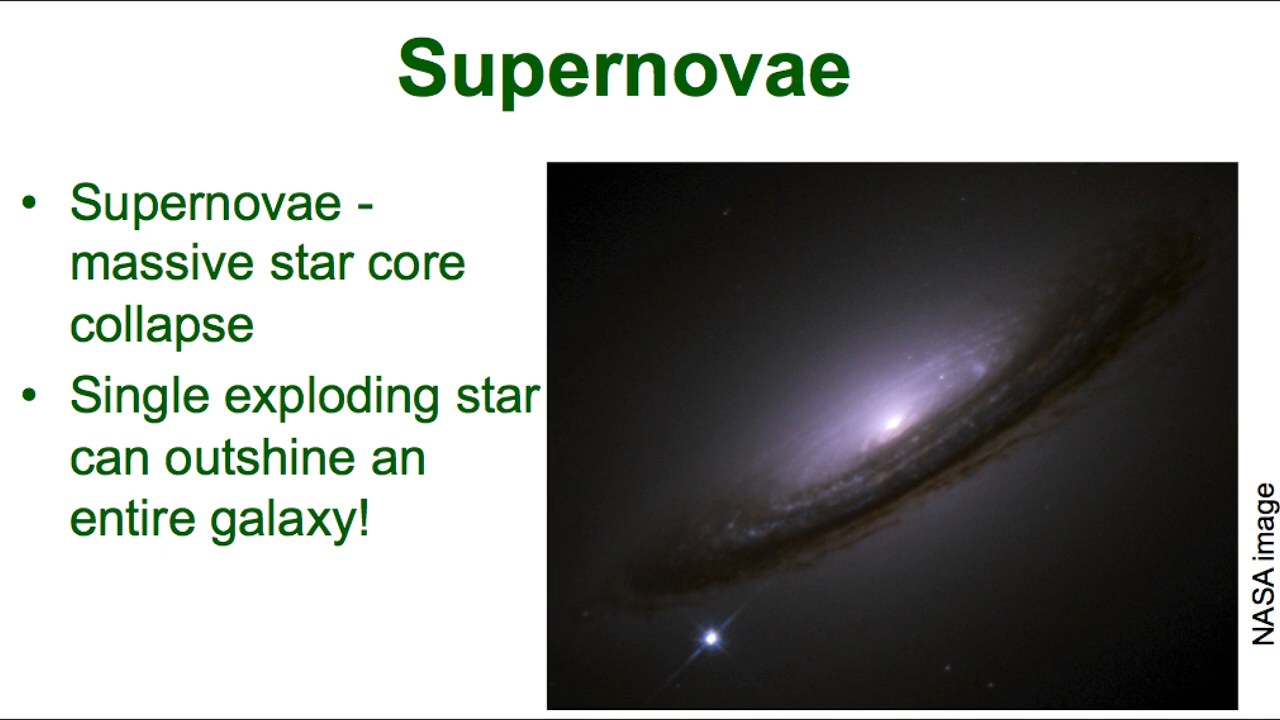 Supernovae
• Supernovae -
massive star core
collapse
• Single exploding star
can outshine an
entire galaxy!
NASA image